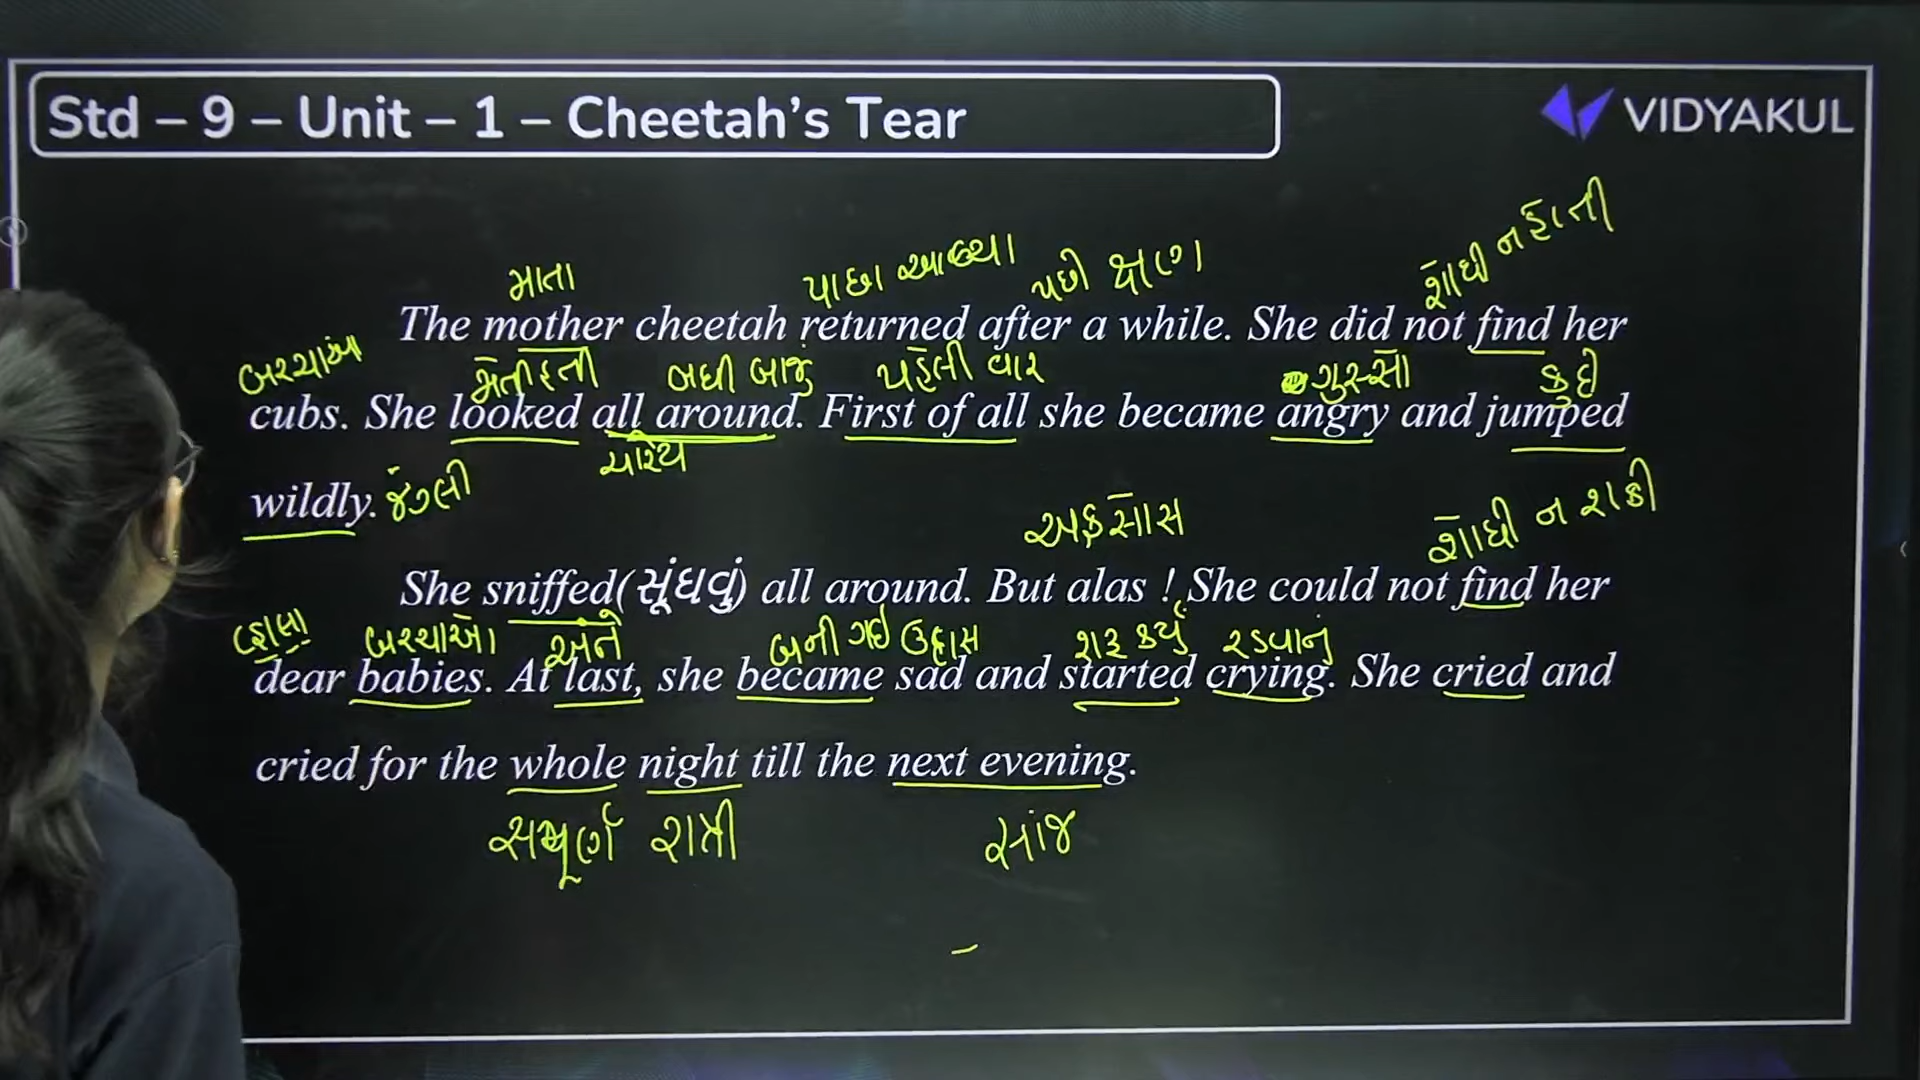 Std – 9 – Unit – 1 – Cheetah's Tear
VIDYAKUL
માતા પાછા આવ્યા પછી ક્ષણ શોધી ન
The mother cheetah returned after a while. She did not find her
બચ્ચાઓ બધી બાજું પહેલી વાર ગુસ્સો કુદી
cubs. She looked all around. First of all she became angry and jumped
wildly. જંગલી
અફસોસ શોધી ન શકી
She sniffed(સૂંઘવું) all around. But alas ! She could not find her
બચ્ચાઓ અને બની ગઇ ઉદાસ શરૂ કર્યું રડવાનું
dear babies. At last, she became sad and started crying. She cried and
cried for the whole night till the next evening.
સમ્પૂર્ણ રાત્રી સાંજ